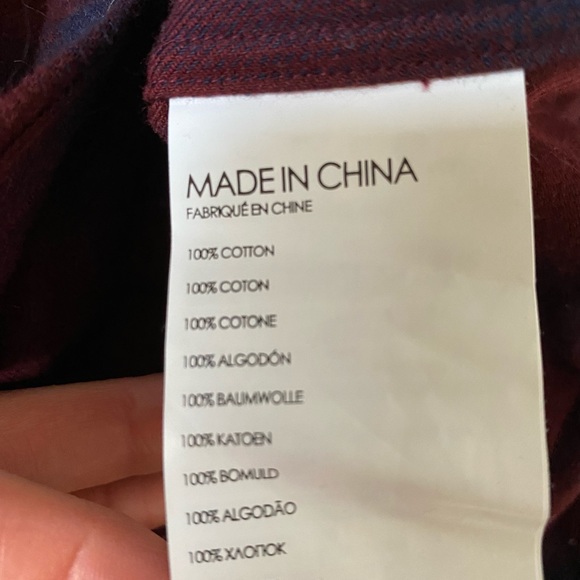 MADE IN CHINA
FABRIQUÉ EN CHINE
100% COTTON
100% COTON
100% COTONE
100% ALGODÓN
100% BAUMWOLLE
100% KATOEN
100% BOMULD
100% ALGODÃO
100% ХЛОПОК